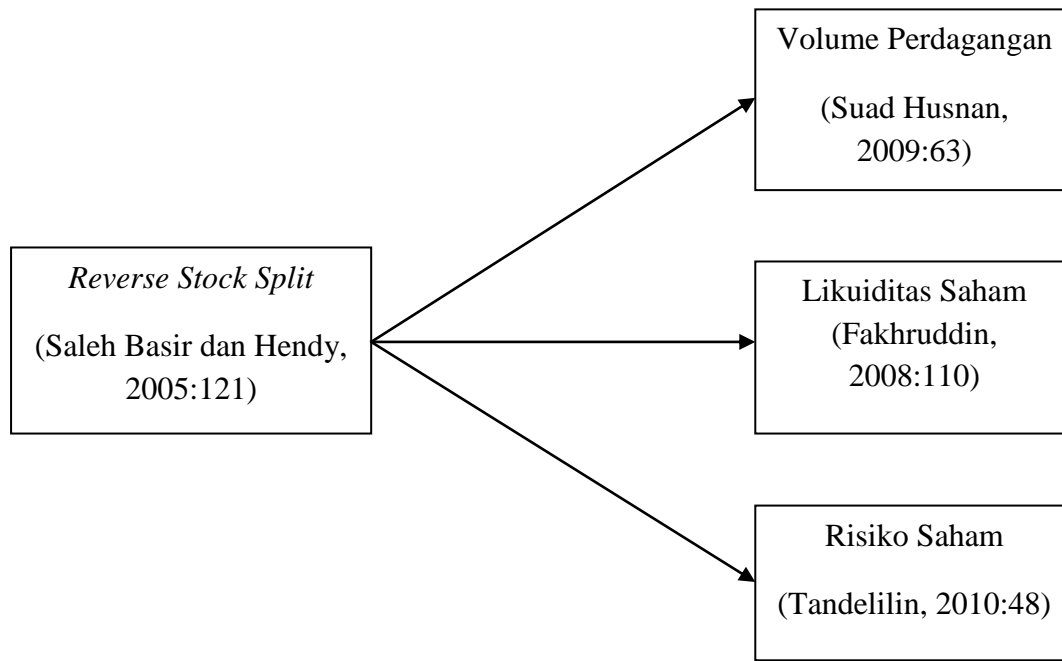 Volume Perdagangan
(Suad Husnan,
2009:63)
Reverse Stock Split
(Saleh Basir dan Hendy,
2005:121)
Likuiditas Saham
(Fakhruddin,
2008:110)
Risiko Saham
(Tandelilin, 2010:48)